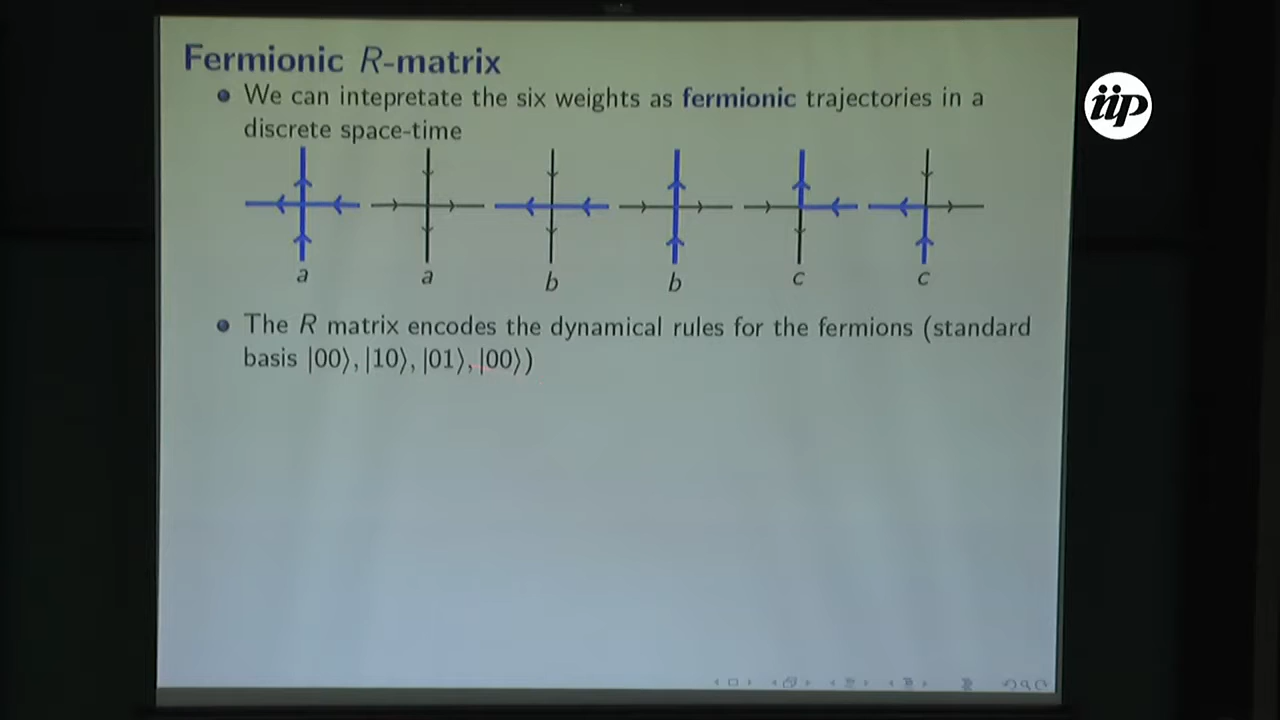 Fermionic R-matrix
We can intepretate the six weights as fermionic trajectories in a
discrete space-time
a a b b c c
The R matrix encodes the dynamical rules for the fermions (standard
basis |00⟩, |10⟩, |01⟩, |00⟩)
iip